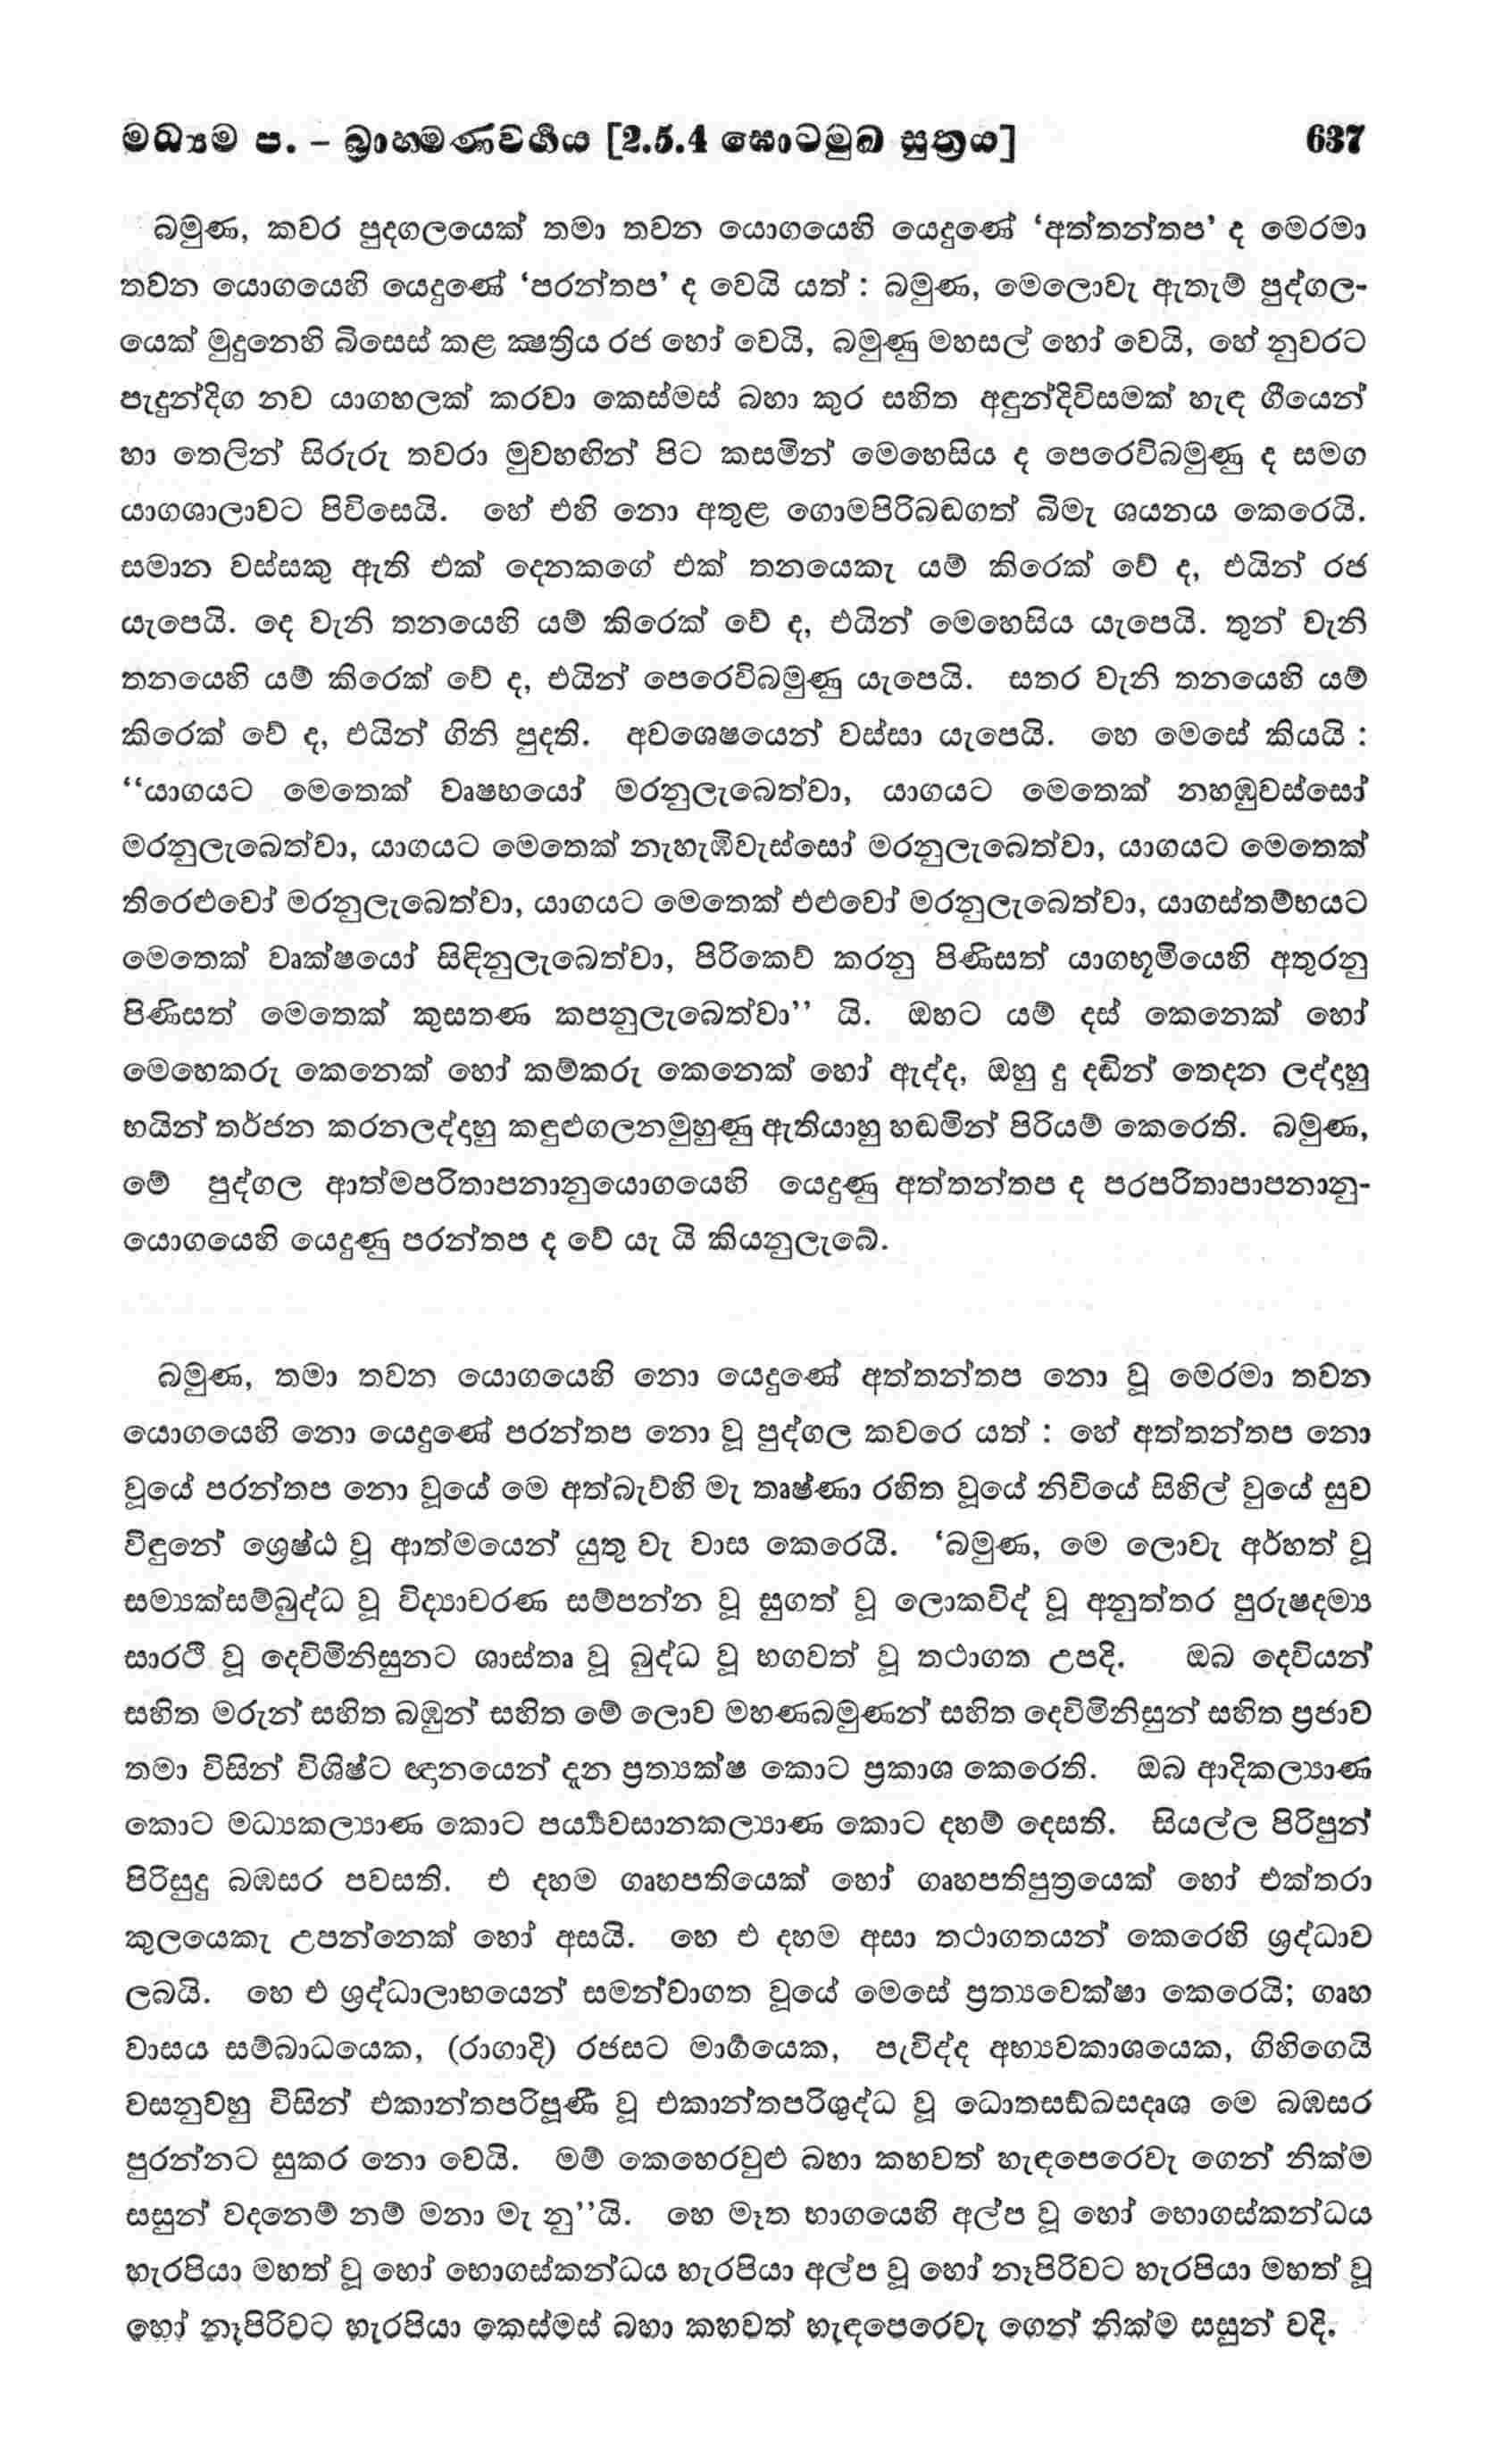 මධ්‍යම ප. – බ්‍රාහ්මණවර්‍ගය [2.5.4 ඝොටමුඛ සූත්‍රය] 637
බමුණ, කවර පුද්ගලයෙක් තමා තවන යොගයෙහි යෙදුණේ ‘අත්තන්තප’ ද මෙරමා
තවන යොගයෙහි යෙදුණේ ‘පරන්තප’ ද වෙයි යත් : බමුණ, මෙලොවැ ඇතැම් පුද්ගල-
යෙක් මුදුනෙහි බිසෙස් කළ ක්‍ෂත්‍රිය රජ හෝ වෙයි, බමුණු මහසල් හෝ වෙයි, හේ නුවරට
පැදුන්දිග නව යාගහලක් කරවා කෙස්මස් බහා කුර සහිත අඳුන්දිවිසමක් හැඳ ගීයෙන්
හා තෙලින් සිරුරු තවරා මුවහඟින් පිට කසමින් මෙහෙසිය ද පෙරෙවිබමුණු ද සමග
යාගශාලාවට පිවිසෙයි. හේ එහි නො අතුළ ගොමපිරිබඬගත් බිමැ ශයනය කෙරෙයි.
සමාන වස්සකු ඇති එක් දෙනකගේ එක් තනයෙකැ යම් කිරෙක් වේ ද, එයින් රජ
යැපෙයි. දෙ වැනි තනයෙහි යම් කිරෙක් වේ ද, එයින් මෙහෙසිය යැපෙයි. තුන් වැනි
තනයෙහි යම් කිරෙක් වේ ද, එයින් පෙරෙවිබමුණු යැපෙයි. සතර වැනි තනයෙහි යම්
කිරෙක් වේ ද, එයින් ගිනි පුදති. අවශෙෂයෙන් වස්සා යැපෙයි. හෙ මෙසේ කියයි :
‘‘යාගයට මෙතෙක් වෘෂභයෝ මරනුලැබෙත්වා, යාගයට මෙතෙක් නහඹුවස්සෝ
මරනුලැබෙත්වා, යාගයට මෙතෙක් නැහැඹිවැස්සෝ මරනුලැබෙත්වා, යාගයට මෙතෙක්
තිරෙළුවෝ මරනුලැබෙත්වා, යාගයට මෙතෙක් එළුවෝ මරනුලැබෙත්වා, යාගස්තම්භයට
මෙතෙක් වෘක්ෂයෝ සිඳිනුලැබෙත්වා, පිරිකෙව් කරනු පිණිසත් යාගභූමියෙහි අතුරනු
පිණිසත් මෙතෙක් කුසතණ කපනුලැබෙත්වා’’ යි. ඔහට යම් දස් කෙනෙක් හෝ
මෙහෙකරු කෙනෙක් හෝ කම්කරු කෙනෙක් හෝ ඇද්ද, ඔහු දු දඬින් තෙදන ලද්දාහු
භයින් තර්ජන කරනලද්දාහු කඳුළුගලනමුහුණු ඇතියාහු හඬමින් පිරියම් කෙරෙති. බමුණ,
මේ පුද්ගල ආත්මපරිතාපනානුයොගයෙහි යෙදුණු අත්තන්තප ද පරපරිතාපාපනානු-
යොගයෙහි යෙදුණු පරන්තප ද වේ යැ යි කියනුලැබේ.
බමුණ, තමා තවන යොගයෙහි නො යෙදුණේ අත්තන්තප නො වූ මෙරමා තවන
යොගයෙහි නො යෙදුණේ පරන්තප නො වූ පුද්ගල කවරෙ යත් : හේ අත්තන්තප නො
වූයේ පරන්තප නො වූයේ මෙ අත්බැව්හි මැ තෘෂ්ණා රහිත වූයේ නිවියේ සිහිල් වූයේ සුව
විඳුනේ ශ්‍රෙෂ්ඨ වූ ආත්මයෙන් යුතු වැ වාස කෙරෙයි. ‘බමුණ, මෙ ලොවැ අර්හත් වූ
සම්‍යක්සම්බුද්ධ වූ විද්‍යාචරණ සම්පන්න වූ සුගත් වූ ලොකවිද් වූ අනුත්තර පුරුෂදම්‍ය
සාරථි වූ දෙවිමිනිසුනට ශාස්තෘ වූ බුද්ධ වූ භගවත් වූ තථාගත උපදි. ඔබ දෙවියන්
සහිත මරුන් සහිත බඹුන් සහිත මේ ලොව මහණබමුණන් සහිත දෙවිමිනිසුන් සහිත ප්‍රජාව
තමා විසින් විශිෂ්ට ඥානයෙන් දැන ප්‍රත්‍යක්ෂ කොට ප්‍රකාශ කෙරෙති. ඔබ ආදිකල්‍යාණ
කොට මධ්‍යකල්‍යාණ කොට පර්‍ය්‍යවසානකල්‍යාණ කොට දහම් දෙසති. සියල්ල පිරිපුන්
පිරිසුදු බඹසර පවසති. එ දහම ගෘහපතියෙක් හෝ ගෘහපතිපුත්‍රයෙක් හෝ එක්තරා
කුලයෙකැ උපන්නෙක් හෝ අසයි. හෙ එ දහම අසා තථාගතයන් කෙරෙහි ශ්‍රද්ධාව
ලබයි. හෙ එ ශ්‍රද්ධාලාභයෙන් සමන්වාගත වූයේ මෙසේ ප්‍රත්‍යවෙක්ෂා කෙරෙයි; ගෘහ
වාසය සම්බාධයෙක, (රාගාදි) රජසට මාර්‍ගයෙක, පැවිද්ද අභ්‍යවකාශයෙක, ගිහිගෙයි
වසනුවහු විසින් එකාන්තපරිපූර්‍ණ වූ එකාන්තපරිශුද්ධ වූ ධොතසඞ්ඛසදෘශ මෙ බඹසර
පුරන්නට සුකර නො වෙයි. මම් කෙහෙරවුළු බහා කහවත් හැඳපෙරෙවැ ගෙන් නික්ම
සසුන් වදනෙම් නම් මනා මැ නු’’යි. හෙ මෑත භාගයෙහි අල්ප වූ හෝ භොගස්කන්ධය
හැරපියා මහත් වූ හෝ භොගස්කන්ධය හැරපියා අල්ප වූ හෝ නෑපිරිවට හැරපියා මහත් වූ
හෝ නෑපිරිවට හැරපියා කෙස්මස් බහා කහවත් හැඳපෙරෙවැ ගෙන් නික්ම සසුන් වදි.